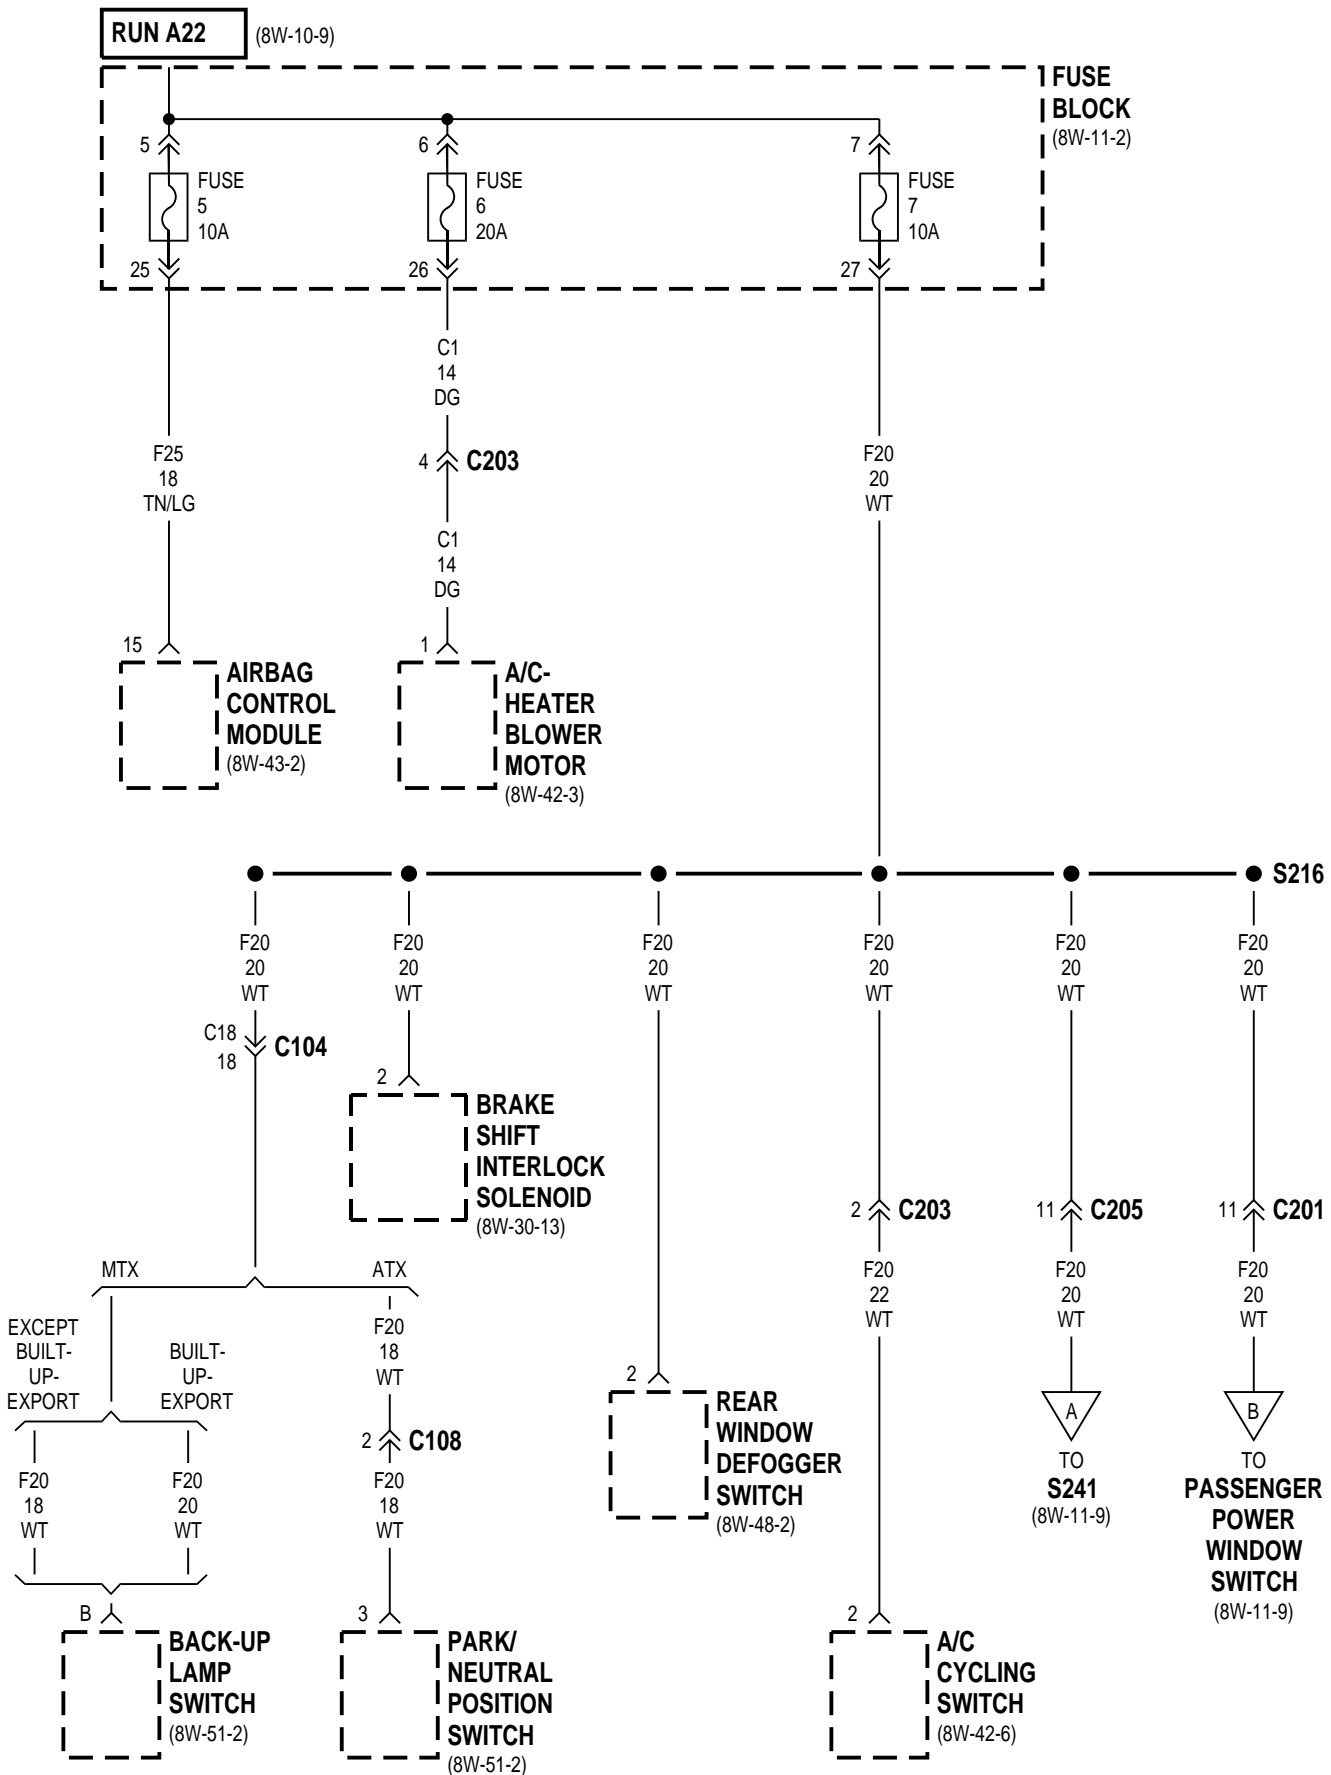 RUN A22
(8W-10-9)
FUSE
BLOCK
(8W-11-2)
5
FUSE
5
10A
25
6
FUSE
6
20A
26
7
FUSE
7
10A
27
F25
18
TN/LG
C1
14
DG
4
C203
C1
14
DG
F20
20
WT
15
AIRBAG
CONTROL
MODULE
(8W-43-2)
1
A/C-
HEATER
BLOWER
MOTOR
(8W-42-3)
S216
F20
20
WT
F20
20
WT
F20
20
WT
F20
20
WT
F20
20
WT
F20
20
WT
C18
18
C104
2
BRAKE
SHIFT
INTERLOCK
SOLENOID
(8W-30-13)
2
C203
11
C205
11
C201
F20
22
WT
F20
20
WT
F20
20
WT
MTX
ATX
EXCEPT
BUILT-
UP-
EXPORT
BUILT-
UP-
EXPORT
F20
18
WT
2
C108
F20
18
WT
F20
20
WT
F20
18
WT
2
REAR
WINDOW
DEFOGGER
SWITCH
(8W-48-2)
A
TO
S241
(8W-11-9)
B
TO
PASSENGER
POWER
WINDOW
SWITCH
(8W-11-9)
B
BACK-UP
LAMP
SWITCH
(8W-51-2)
3
PARK/
NEUTRAL
POSITION
SWITCH
(8W-51-2)
2
A/C
CYCLING
SWITCH
(8W-42-6)